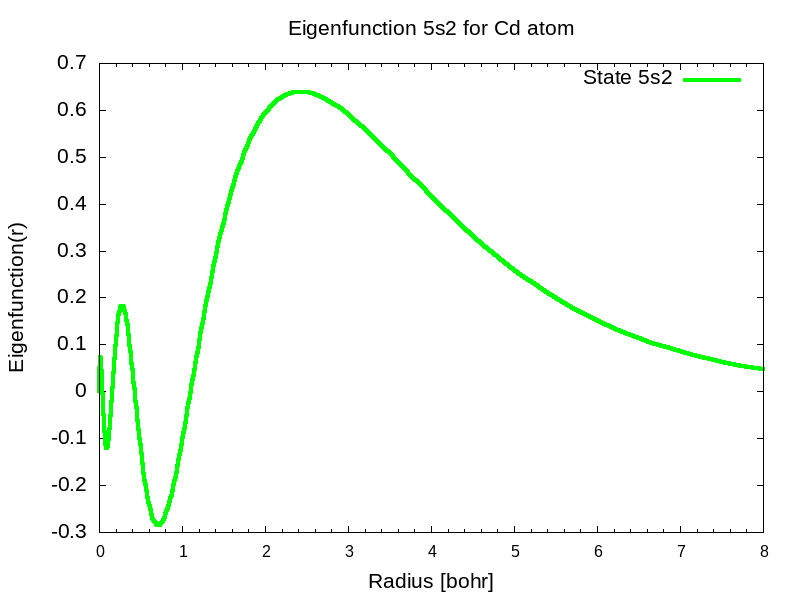 Eigenfunction 5s2 for Cd atom
State 5s2
Eigenfunction(r)
0.7
0.6
0.5
0.4
0.3
0.2
0.1
0
-0.1
-0.2
-0.3
0 1 2 3 4 5 6 7 8
Radius [bohr]